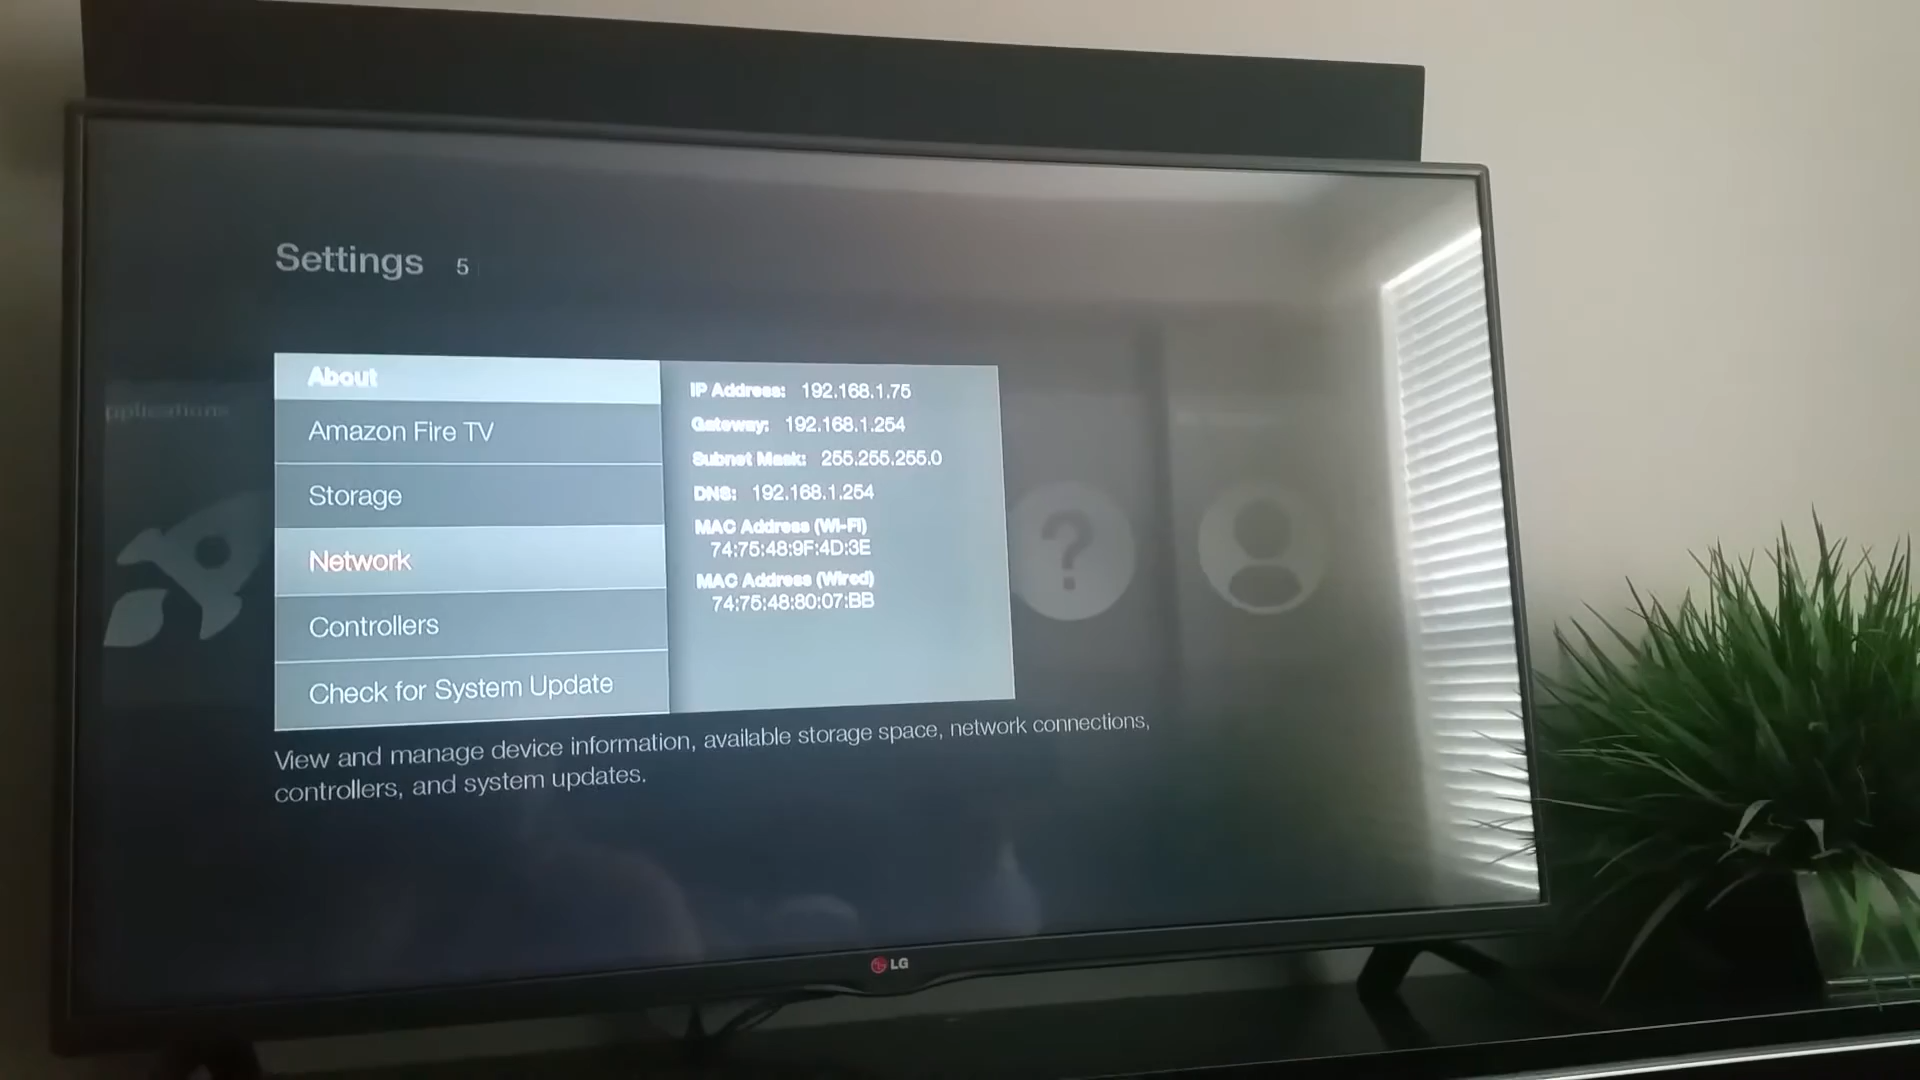 Settings 5
About
Amazon Fire TV
Storage
Network
Controllers
Check for System Update
IP Address: 192.168.1.75
Gateway: 192.168.1.254
Subnet Mask: 255.255.255.0
DNS: 192.168.1.254
MAC Address (Wi-Fi)
74:75:48:9F:4D:3E
MAC Address (Wired)
74:75:48:80:07:BB
View and manage device information, available storage space, network connections,
controllers, and system updates.
pplications
LG